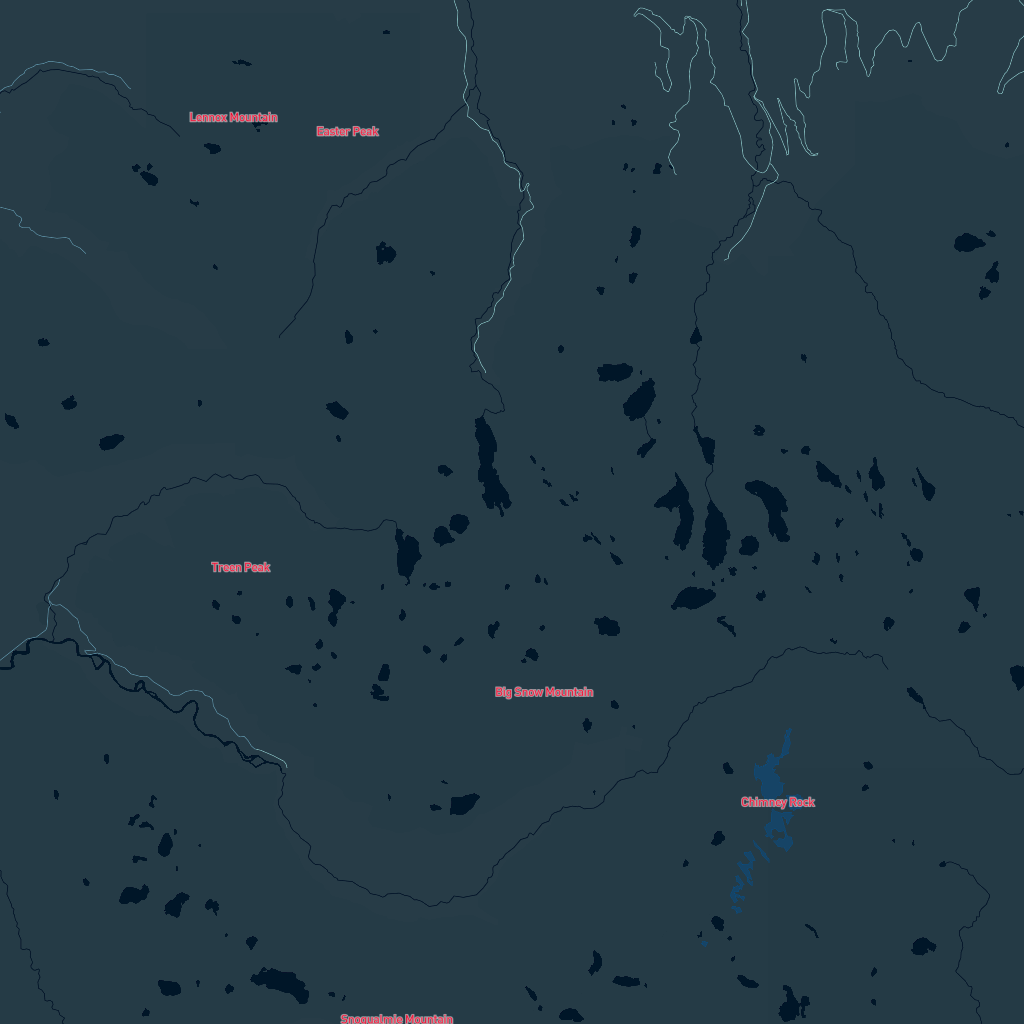 Lennox Mountain
Easter Peak
Treen Peak
Big Snow Mountain
Chimney Rock
Snoqualmie Mountain